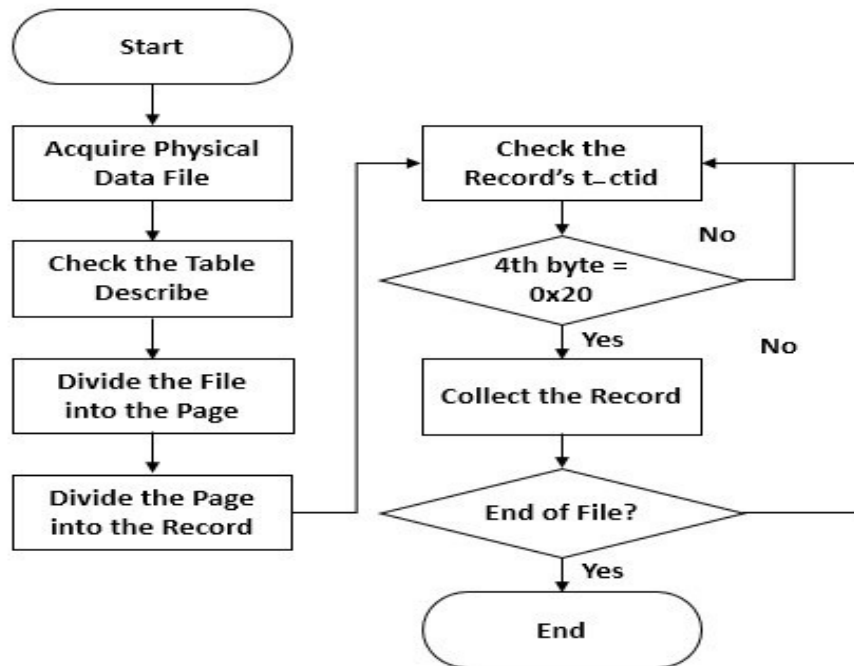 Start
Acquire Physical
Data File
Check the Table
Describe
Divide the File
into the Page
Divide the Page
into the Record
Check the
Record's t_ctid
4th byte =
0x20
No
Yes
Collect the Record
No
End of File?
Yes
End